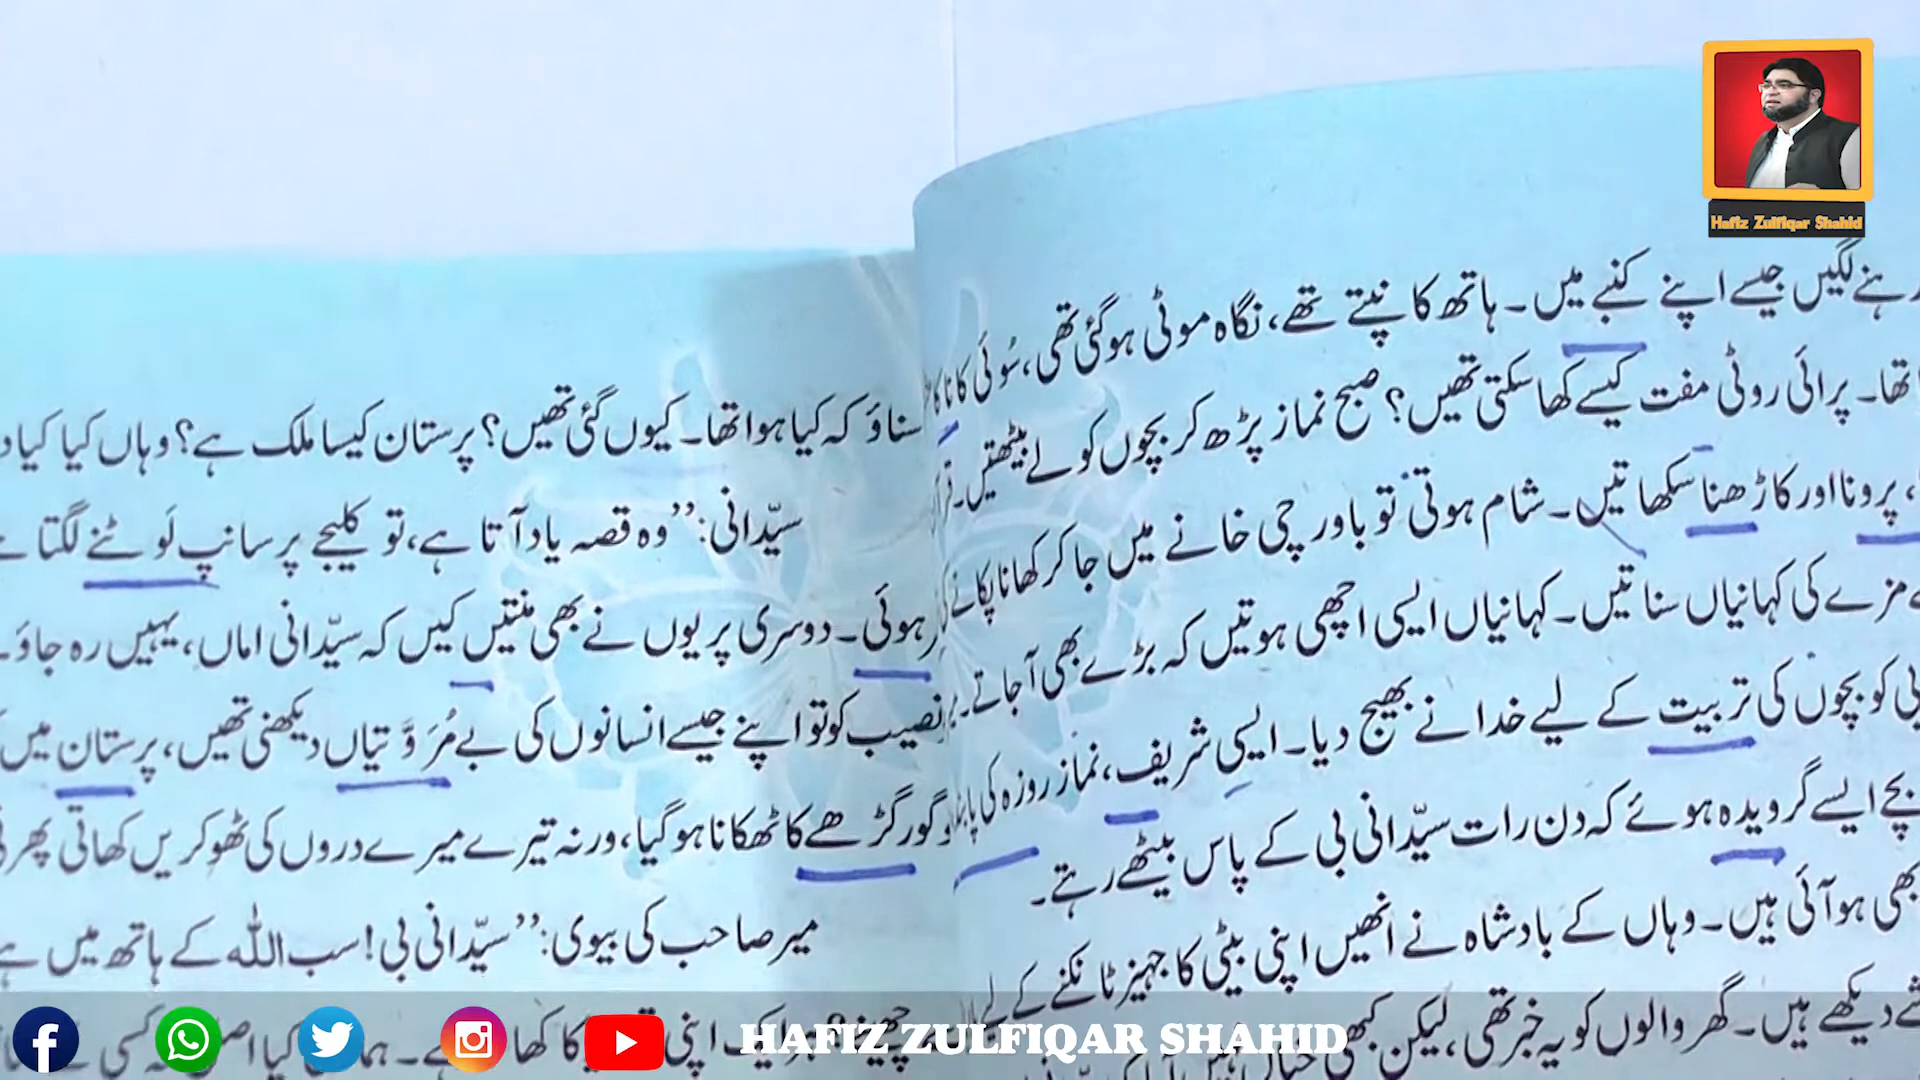 رہنے لگیں جیسے اپنے کنبے میں۔ ہاتھ کانپتے تھے، نگاہ موٹی ہوگئی تھی، سُوئی کا ناکا
تھا۔ پرائی روٹی مفت کیسے کھاسکتی تھیں؟ صبح نماز پڑھ کر بچوں کو لے بیٹھتیں۔
، پرونا اور کاڑھنا سکھاتیں۔ شام ہوتی تو باورچی خانے میں جا کر کھانا پکانے
مزے کی کہانیاں سناتیں۔ کہانیاں ایسی اچھی ہوتیں کہ بڑے بھی آجاتے۔
بی کو بچوں کی تربیت کے لیے خدا نے بھیج دیا۔ ایسی شریف، نماز روزہ کی
بچے ایسے گرویدہ ہوئے کہ دن رات سیّدانی بی کے پاس بیٹھے رہتے۔
بھی ہو آئی ہیں۔ وہاں کے بادشاہ نے انھیں اپنی بیٹی کا جہیز ٹانکنے کے لیے
دیکھے ہیں۔ گھر والوں کو یہ خبر تھی، لیکن کبھی
سناؤ کہ کیا ہوا تھا۔ کیوں گئی تھیں؟ پرستان کیسا ملک ہے؟ وہاں کیا کیا
سیّدانی: ’’وہ قصہ یاد آتا ہے، تو کلیجے پر سانپ لَوٹنے لگتا
ہوئی۔ دوسری پریوں نے بھی منتیں کیں کہ سیّدانی اماں، یہیں رہ جاؤ۔
نصیب کو تو اپنے جیسے انسانوں کی بے مُرَوَّتیاں دیکھنی تھیں، پرستان میں
گور گڑھے کا ٹھکانا ہوگیا، ورنہ تیرے میرے دروں کی ٹھوکریں کھاتی
میر صاحب کی بیوی: ’’سیّدانی بی! سب اللہ کے ہاتھ میں ہے
Hafiz Zulfiqar Shahid
HAFIZ ZULFIQAR SHAHID